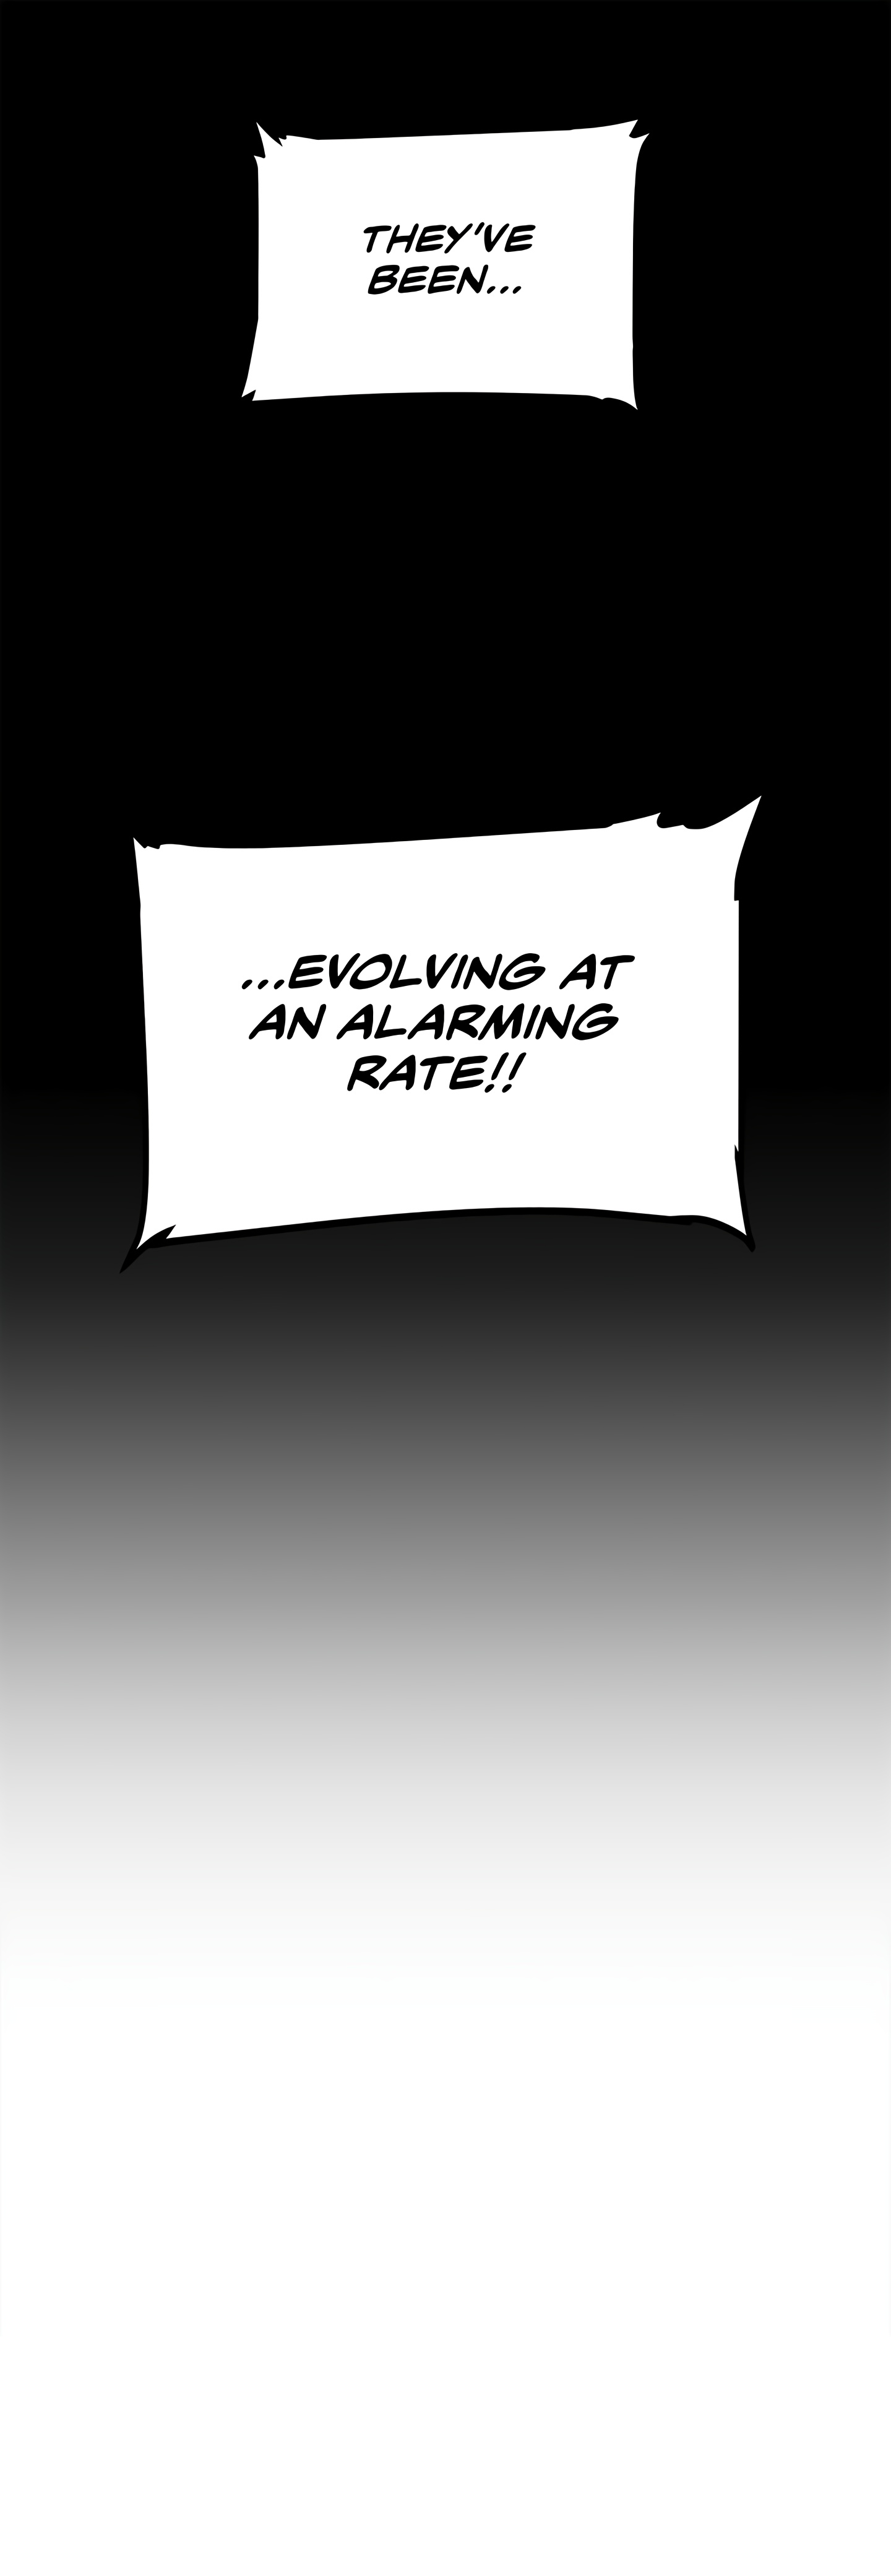 THEY'VE
BEEN...
...EVOLVING AT
AN ALARMING
RATE!!